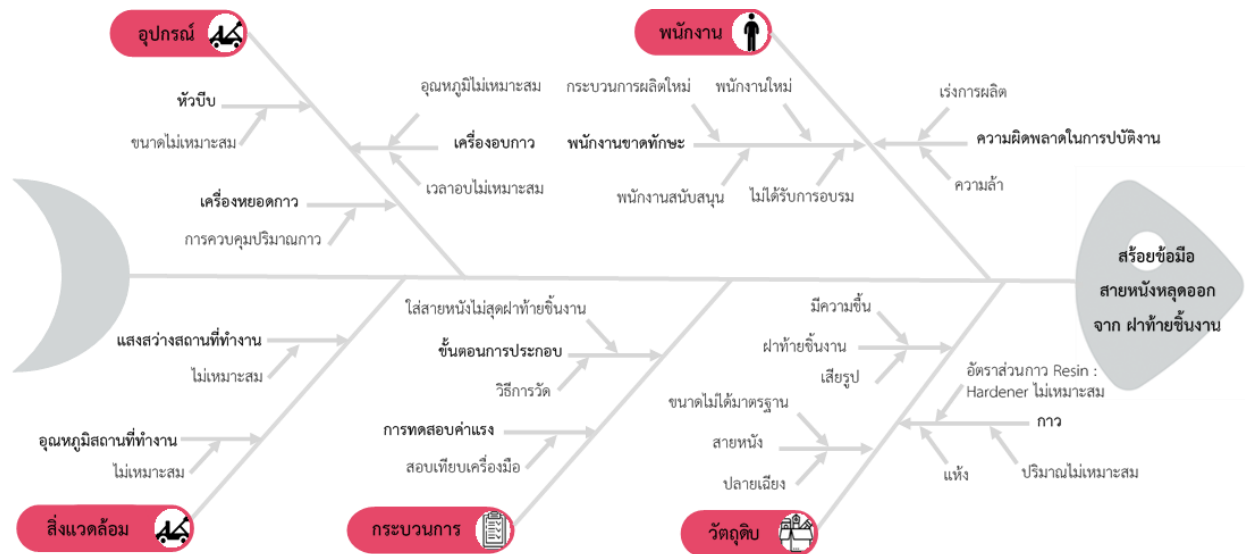 อุปกรณ์
พนักงาน
หัวบีบ
ขนาดไม่เหมาะสม
อุณหภูมิไม่เหมาะสม
เครื่องอบกาว
เวลาอบไม่เหมาะสม
เครื่องหยอดกาว
การควบคุมปริมาณกาว
กระบวนการผลิตใหม่
พนักงานใหม่
พนักงานขาดทักษะ
พนักงานสนับสนุน
ไม่ได้รับการอบรม
เร่งการผลิต
ความผิดพลาดในการปบัติงาน
ความล้า
สร้อยข้อมือ
สายหนังหลุดออก
จาก ฝาท้ายชิ้นงาน
แสงสว่างสถานที่ทำงาน
ไม่เหมาะสม
อุณหภูมิสถานที่ทำงาน
ไม่เหมาะสม
ใส่สายหนังไม่สุดฝาท้ายชิ้นงาน
ขั้นตอนการประกอบ
วิธีการวัด
การทดสอบค่าแรง
สอบเทียบเครื่องมือ
มีความชื้น
ฝาท้ายชิ้นงาน
เสียรูป
ขนาดไม่ได้มาตรฐาน
สายหนัง
ปลายเฉียง
อัตราส่วนกาว Resin :
Hardener ไม่เหมาะสม
กาว
แห้ง
ปริมาณไม่เหมาะสม
สิ่งแวดล้อม
กระบวนการ
วัตถุดิบ